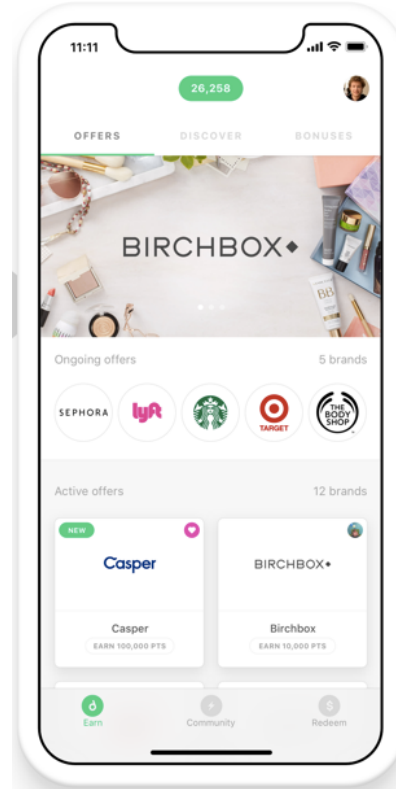 11:11
26,258
OFFERS DISCOVER BONUSES
BIRCHBOX
BB
Ongoing offers 5 brands
SEPHORA lyft TARGET THE BODY SHOP
Active offers 12 brands
NEW
Casper BIRCHBOX
Casper Birchbox
EARN 100,000 PTS EARN 10,000 PTS
Earn Community Redeem